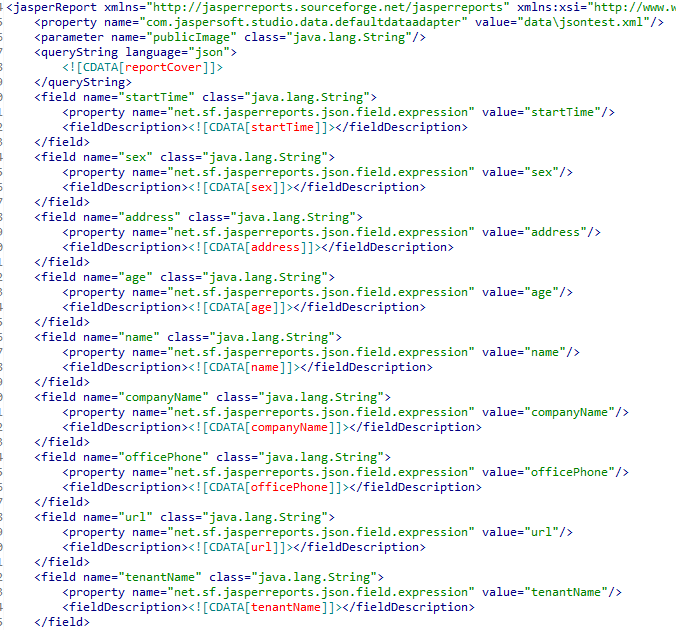 <jasperReport xmlns="http://jasperreports.sourceforge.net/jasperreports" xmlns:xsi="http://www.w
<property name="com.jaspersoft.studio.data.defaultdataadapter" value="data\jsontest.xml"/>
<parameter name="publicImage" class="java.lang.String"/>
<queryString language="json">
<![CDATA[reportCover]]>
</queryString>
<field name="startTime" class="java.lang.String">
<property name="net.sf.jasperreports.json.field.expression" value="startTime"/>
<fieldDescription><![CDATA[startTime]]></fieldDescription>
</field>
<field name="sex" class="java.lang.String">
<property name="net.sf.jasperreports.json.field.expression" value="sex"/>
<fieldDescription><![CDATA[sex]]></fieldDescription>
</field>
<field name="address" class="java.lang.String">
<property name="net.sf.jasperreports.json.field.expression" value="address"/>
<fieldDescription><![CDATA[address]]></fieldDescription>
</field>
<field name="age" class="java.lang.String">
<property name="net.sf.jasperreports.json.field.expression" value="age"/>
<fieldDescription><![CDATA[age]]></fieldDescription>
</field>
<field name="name" class="java.lang.String">
<property name="net.sf.jasperreports.json.field.expression" value="name"/>
<fieldDescription><![CDATA[name]]></fieldDescription>
</field>
<field name="companyName" class="java.lang.String">
<property name="net.sf.jasperreports.json.field.expression" value="companyName"/>
<fieldDescription><![CDATA[companyName]]></fieldDescription>
</field>
<field name="officePhone" class="java.lang.String">
<property name="net.sf.jasperreports.json.field.expression" value="officePhone"/>
<fieldDescription><![CDATA[officePhone]]></fieldDescription>
</field>
<field name="url" class="java.lang.String">
<property name="net.sf.jasperreports.json.field.expression" value="url"/>
<fieldDescription><![CDATA[url]]></fieldDescription>
</field>
<field name="tenantName" class="java.lang.String">
<property name="net.sf.jasperreports.json.field.expression" value="tenantName"/>
<fieldDescription><![CDATA[tenantName]]></fieldDescription>
</field>